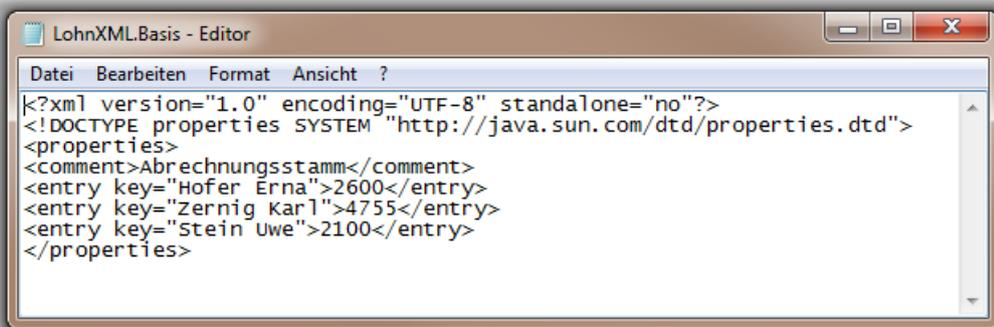 LohnXML.Basis - Editor
Datei Bearbeiten Format Ansicht ?
<?xml version="1.0" encoding="UTF-8" standalone="no"?>
<!DOCTYPE properties SYSTEM "http://java.sun.com/dtd/properties.dtd">
<properties>
<comment>Abrechnungsstamm</comment>
<entry key="Hofer Erna">2600</entry>
<entry key="Zernig Karl">4755</entry>
<entry key="Stein Uwe">2100</entry>
</properties>